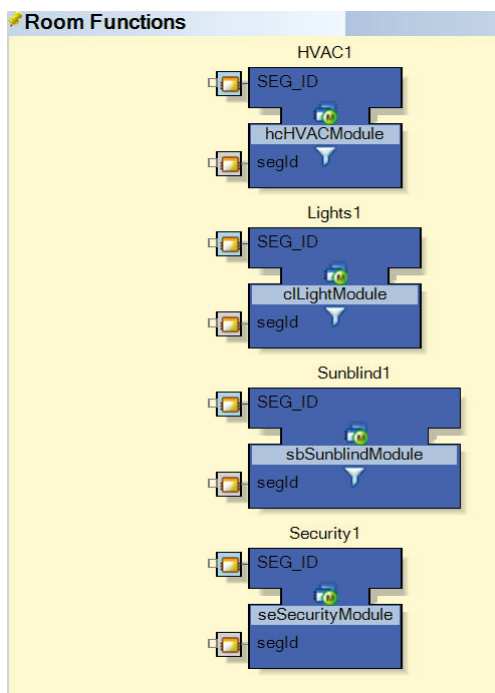 Room Functions
HVAC1
SEG_ID
hcHVACModule
segId
Lights1
SEG_ID
clLightModule
segId
Sunblind1
SEG_ID
sbSunblindModule
segId
Security1
SEG_ID
seSecurityModule
segId